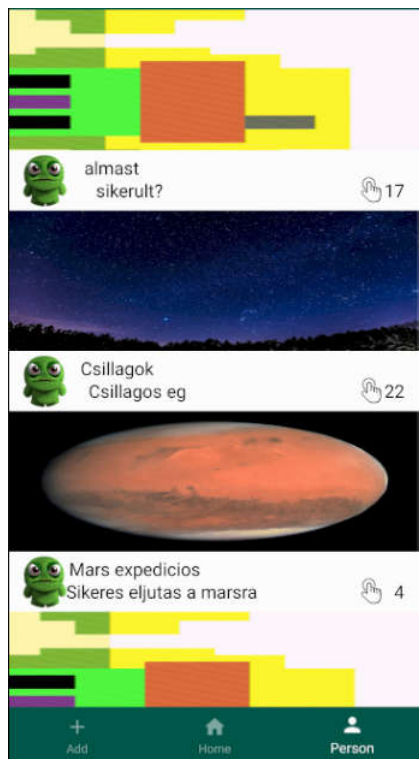 almast
sikerult?
17
Csillagok
Csillagos eg
22
Mars expedicios
Sikeres eljutas a marsra
4
Add
Home
Person